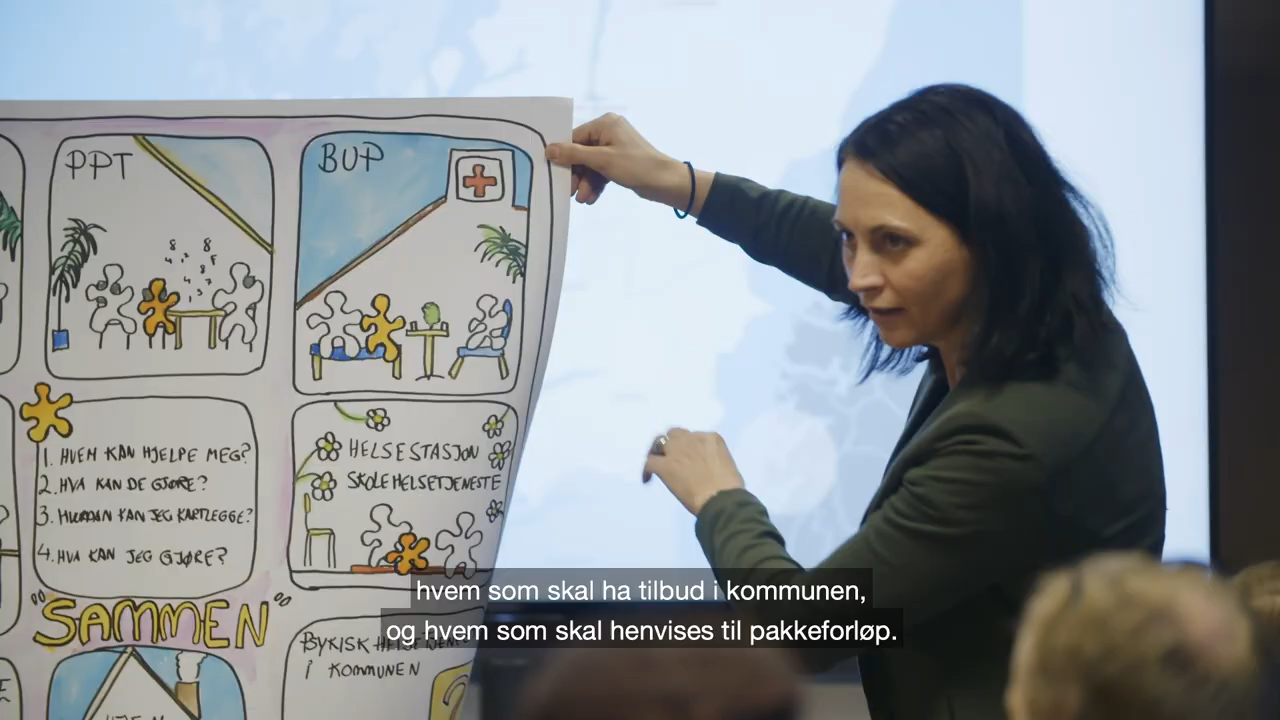 PPT
BUP
1. HVEM KAN HJELPE MEG?
2. HVA KAN DE GJØRE?
3. HVORDAN KAN JEG KARTLEGGE?
4. HVA KAN JEG GJØRE?
HELSESTASJON
SKOLEHELSETJENESTE
"SAMMEN"
I KOMMUNEN
hvem som skal ha tilbud i kommunen,
og hvem som skal henvises til pakkeforløp.